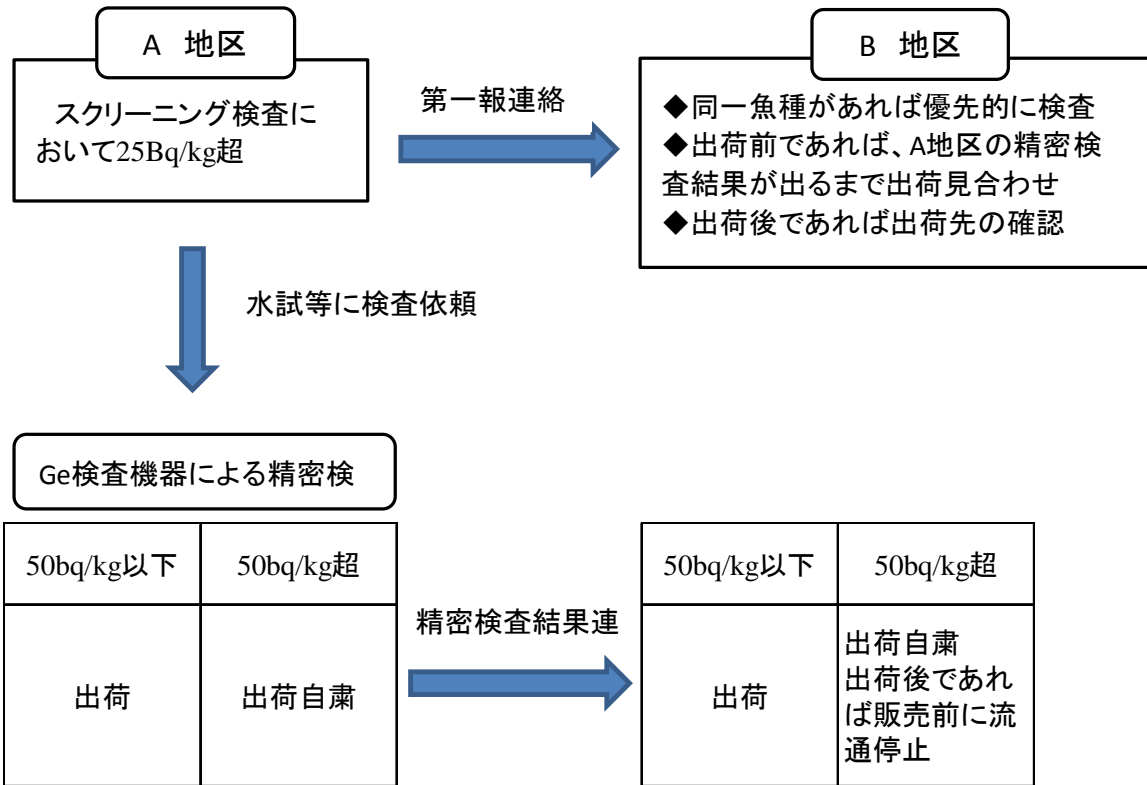 A 地区
スクリーニング検査に
おいて25Bq/kg超
第一報連絡
B 地区
◆同一魚種があれば優先的に検査
◆出荷前であれば、A地区の精密検
査結果が出るまで出荷見合わせ
◆出荷後であれば出荷先の確認
水試等に検査依頼
Ge検査機器による精密検
50bq/kg以下
50bq/kg超
出荷
出荷自粛
精密検査結果連
50bq/kg以下
50bq/kg超
出荷
出荷自粛
出荷後であれ
ば販売前に流
通停止